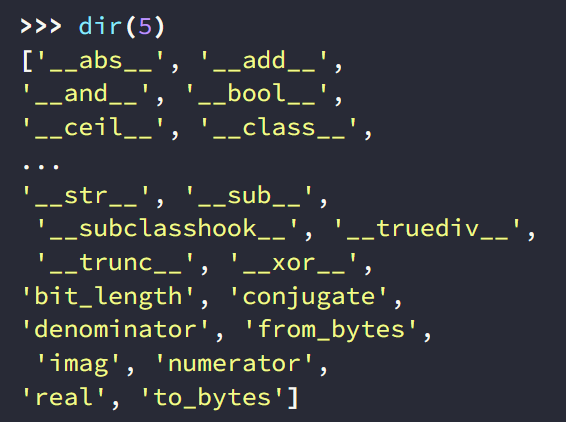 >>> dir(5)
['__abs__', '__add__',
'__and__', '__bool__',
'__ceil__', '__class__',
...
'__str__', '__sub__',
 '__subclasshook__', '__truediv__',
 '__trunc__', '__xor__',
'bit_length', 'conjugate',
'denominator', 'from_bytes',
 'imag', 'numerator',
'real', 'to_bytes']